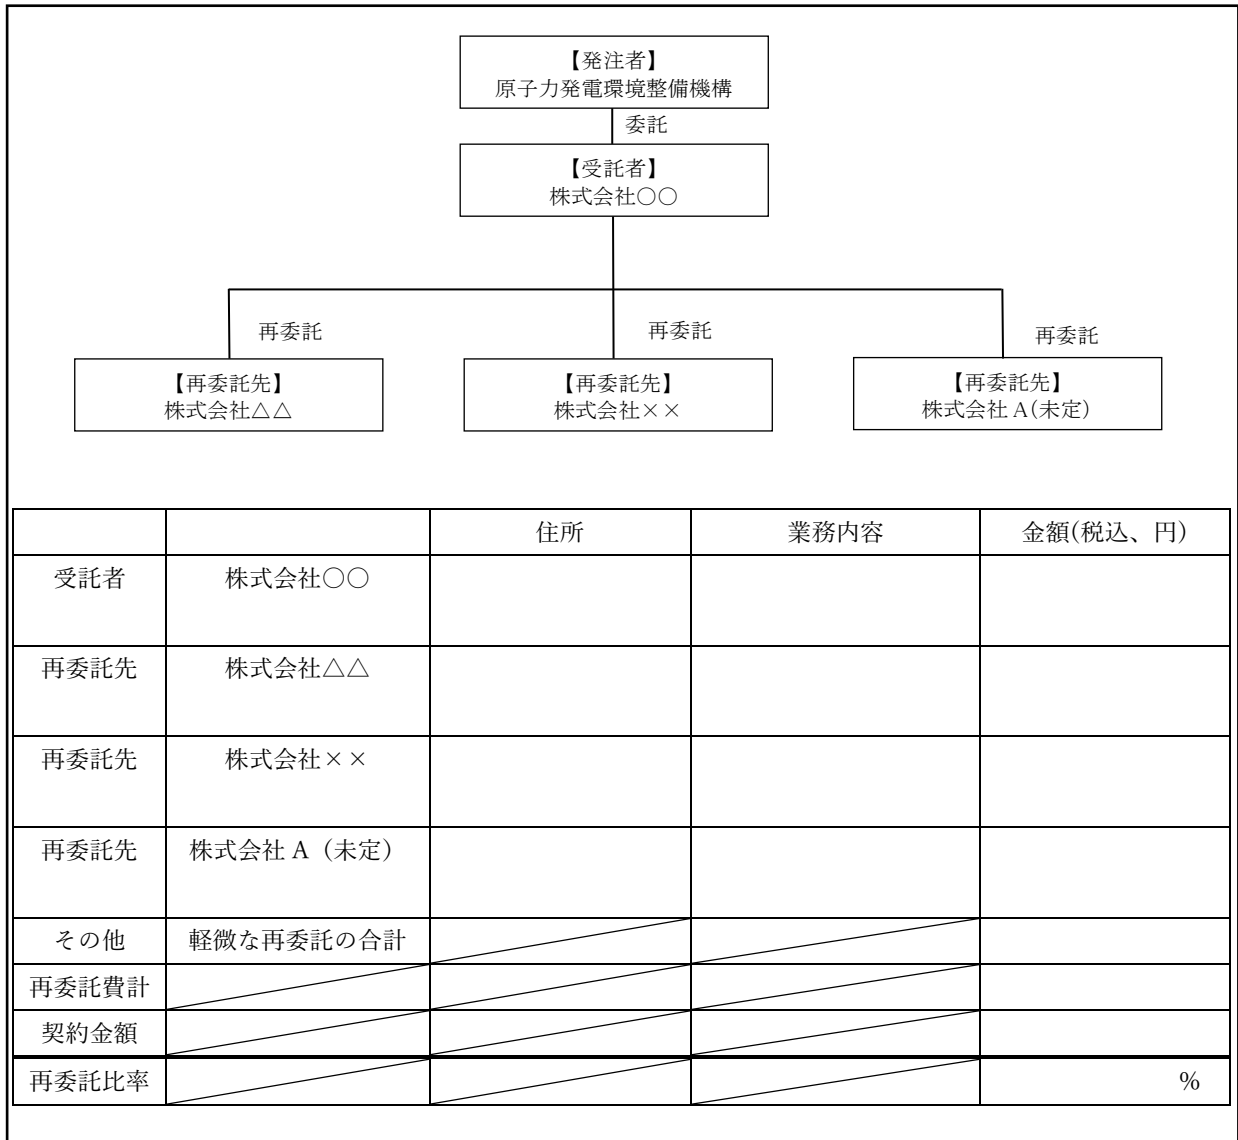 【発注者】
原子力発電環境整備機構
委託
【受託者】
株式会社○○
再委託
再委託
再委託
【再委託先】
株式会社△△
【再委託先】
株式会社××
【再委託先】
株式会社 A(未定)
住所 業務内容 金額(税込、円)
受託者 株式会社○○
再委託先 株式会社△△
再委託先 株式会社××
再委託先 株式会社 A（未定）
その他 軽微な再委託の合計
再委託費計
契約金額
再委託比率 %